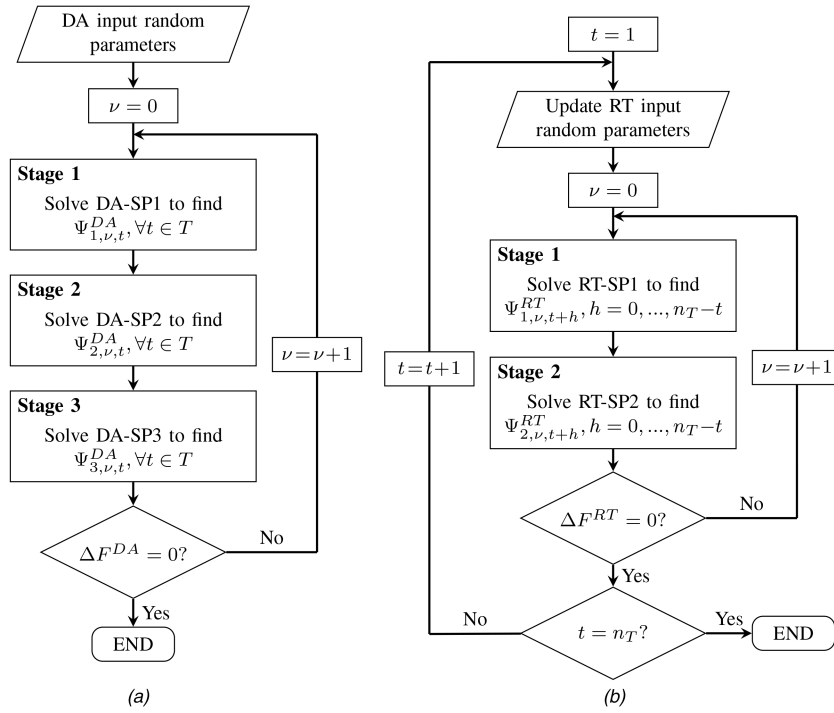 DA input random
parameters
ν = 0
Stage 1
Solve DA-SP1 to find
Ψ^{DA}_{1,ν,t}, ∀t ∈ T
Stage 2
Solve DA-SP2 to find
Ψ^{DA}_{2,ν,t}, ∀t ∈ T
ν=ν+1
Stage 3
Solve DA-SP3 to find
Ψ^{DA}_{3,ν,t}, ∀t ∈ T
ΔF^{DA} = 0?
No
Yes
END
(a)
t = 1
Update RT input
random parameters
ν = 0
Stage 1
Solve RT-SP1 to find
Ψ^{RT}_{1,ν,t+h}, h = 0, ..., n_T−t
t=t+1
Stage 2
Solve RT-SP2 to find
Ψ^{RT}_{2,ν,t+h}, h = 0, ..., n_T−t
ν=ν+1
ΔF^{RT} = 0?
No
Yes
No
t = n_T?
Yes
END
(b)